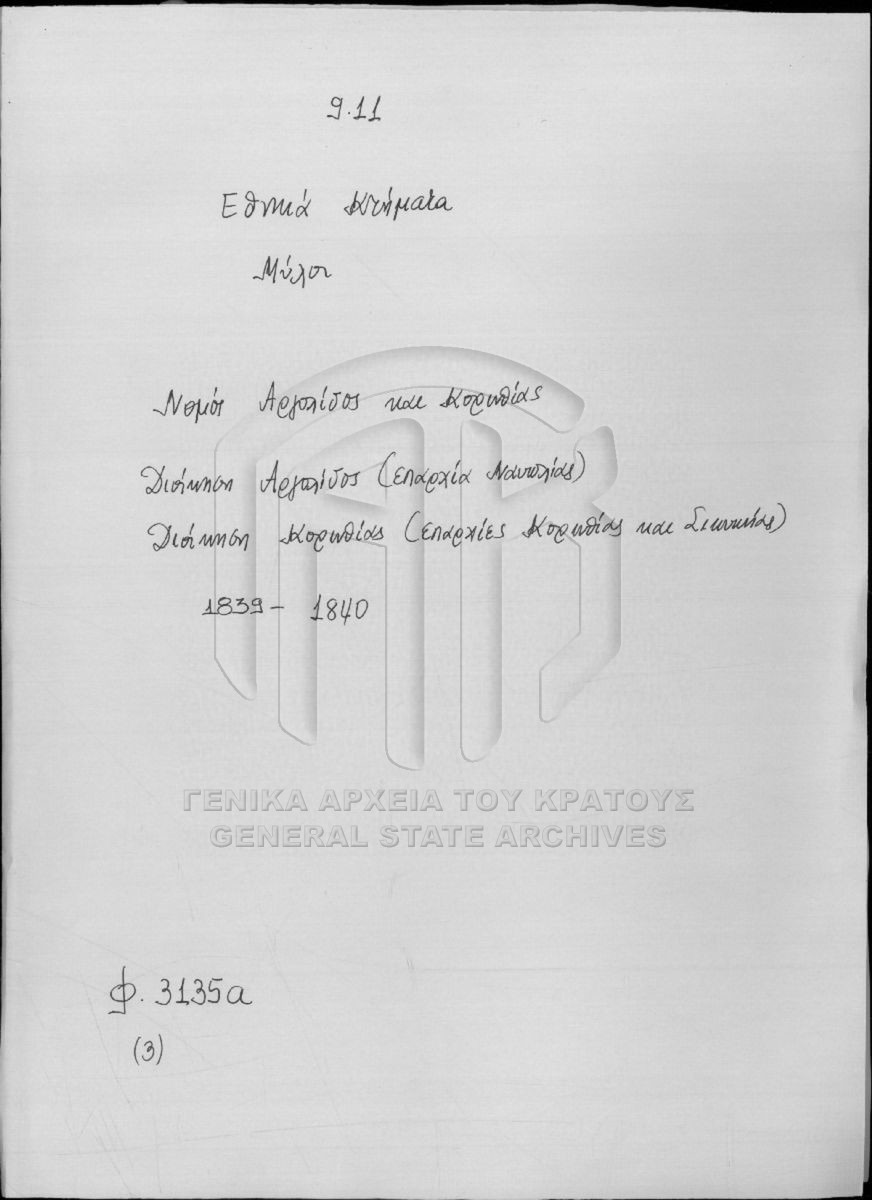 9.11
Εθνικά Κτήματα
Μύλοι
Νομός Αργολίδος και Κορινθίας
Διοίκηση Αργολίδος (επαρχία Ναυπλίας)
Διοίκηση Κορινθίας (επαρχίες Κορινθίας και Σικυωνίας)
1839 - 1840
ΓΕΝΙΚΑ ΑΡΧΕΙΑ ΤΟΥ ΚΡΑΤΟΥΣ
GENERAL STATE ARCHIVES
φ. 3135α
(3)